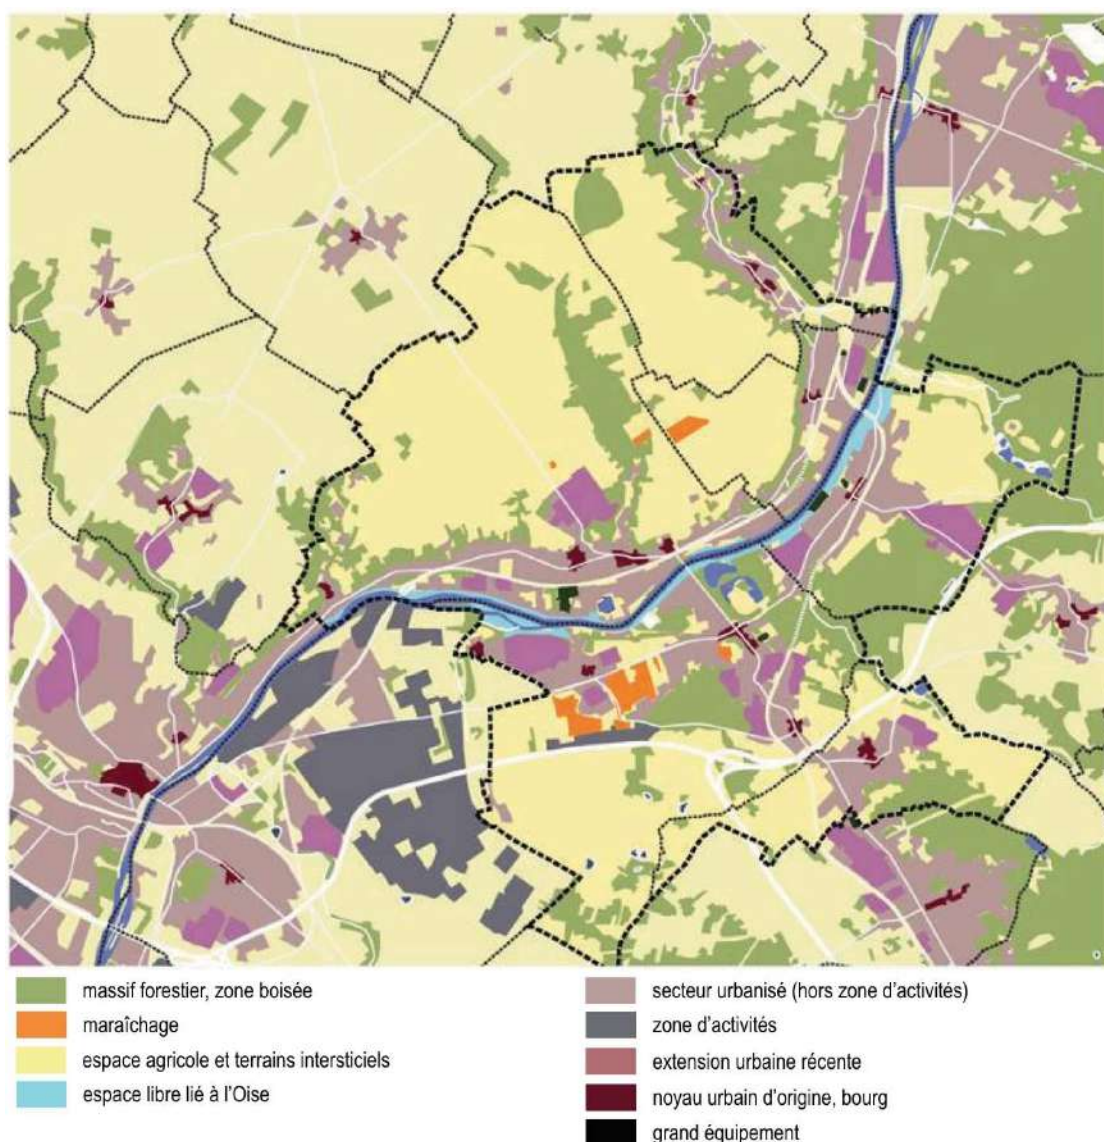 massif forestier, zone boisée
maraîchage
espace agricole et terrains intersticiels
espace libre lié à l'Oise
secteur urbanisé (hors zone d'activités)
zone d'activités
extension urbaine récente
noyau urbain d'origine, bourg
grand équipement